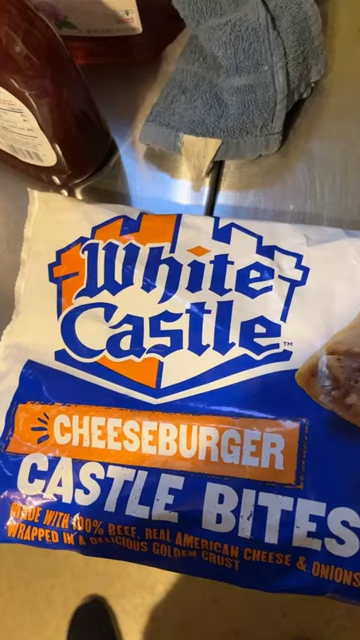 White
Castle
TM
CHEESEBURGER
CASTLE BITES
MADE WITH 100% BEEF, REAL AMERICAN CHEESE & ONIONS
WRAPPED IN A DELICIOUS GOLDEN CRUST